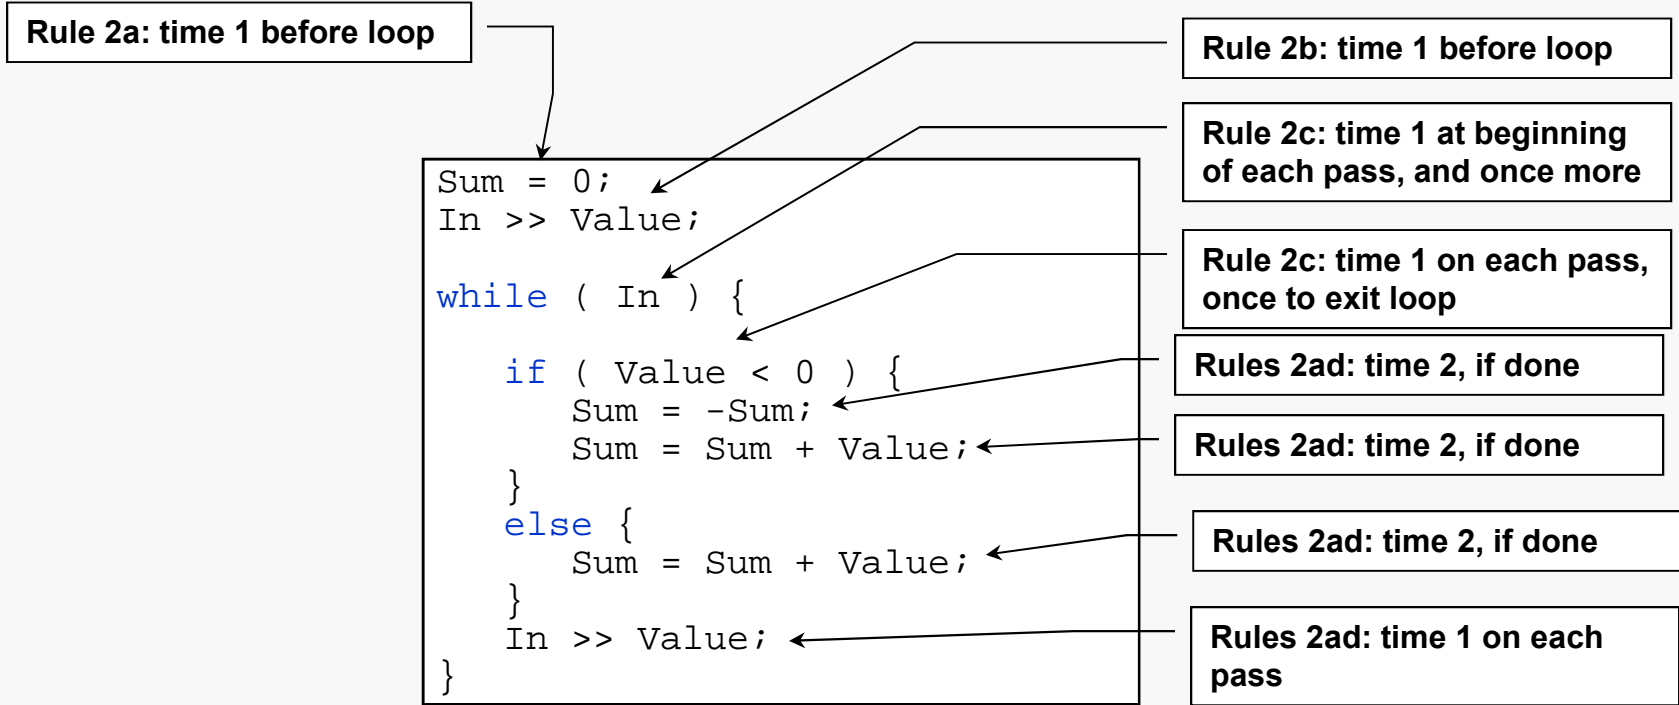 Rule 2a: time 1 before loop
Rule 2b: time 1 before loop
Rule 2c: time 1 at beginning
of each pass, and once more
Rule 2c: time 1 on each pass,
once to exit loop
Rules 2ad: time 2, if done
Rules 2ad: time 2, if done
Rules 2ad: time 2, if done
Rules 2ad: time 1 on each
pass
Sum = 0;
In >> Value;
while ( In ) {
if ( Value < 0 ) {
Sum = -Sum;
Sum = Sum + Value;
}
else {
Sum = Sum + Value;
}
In >> Value;
}